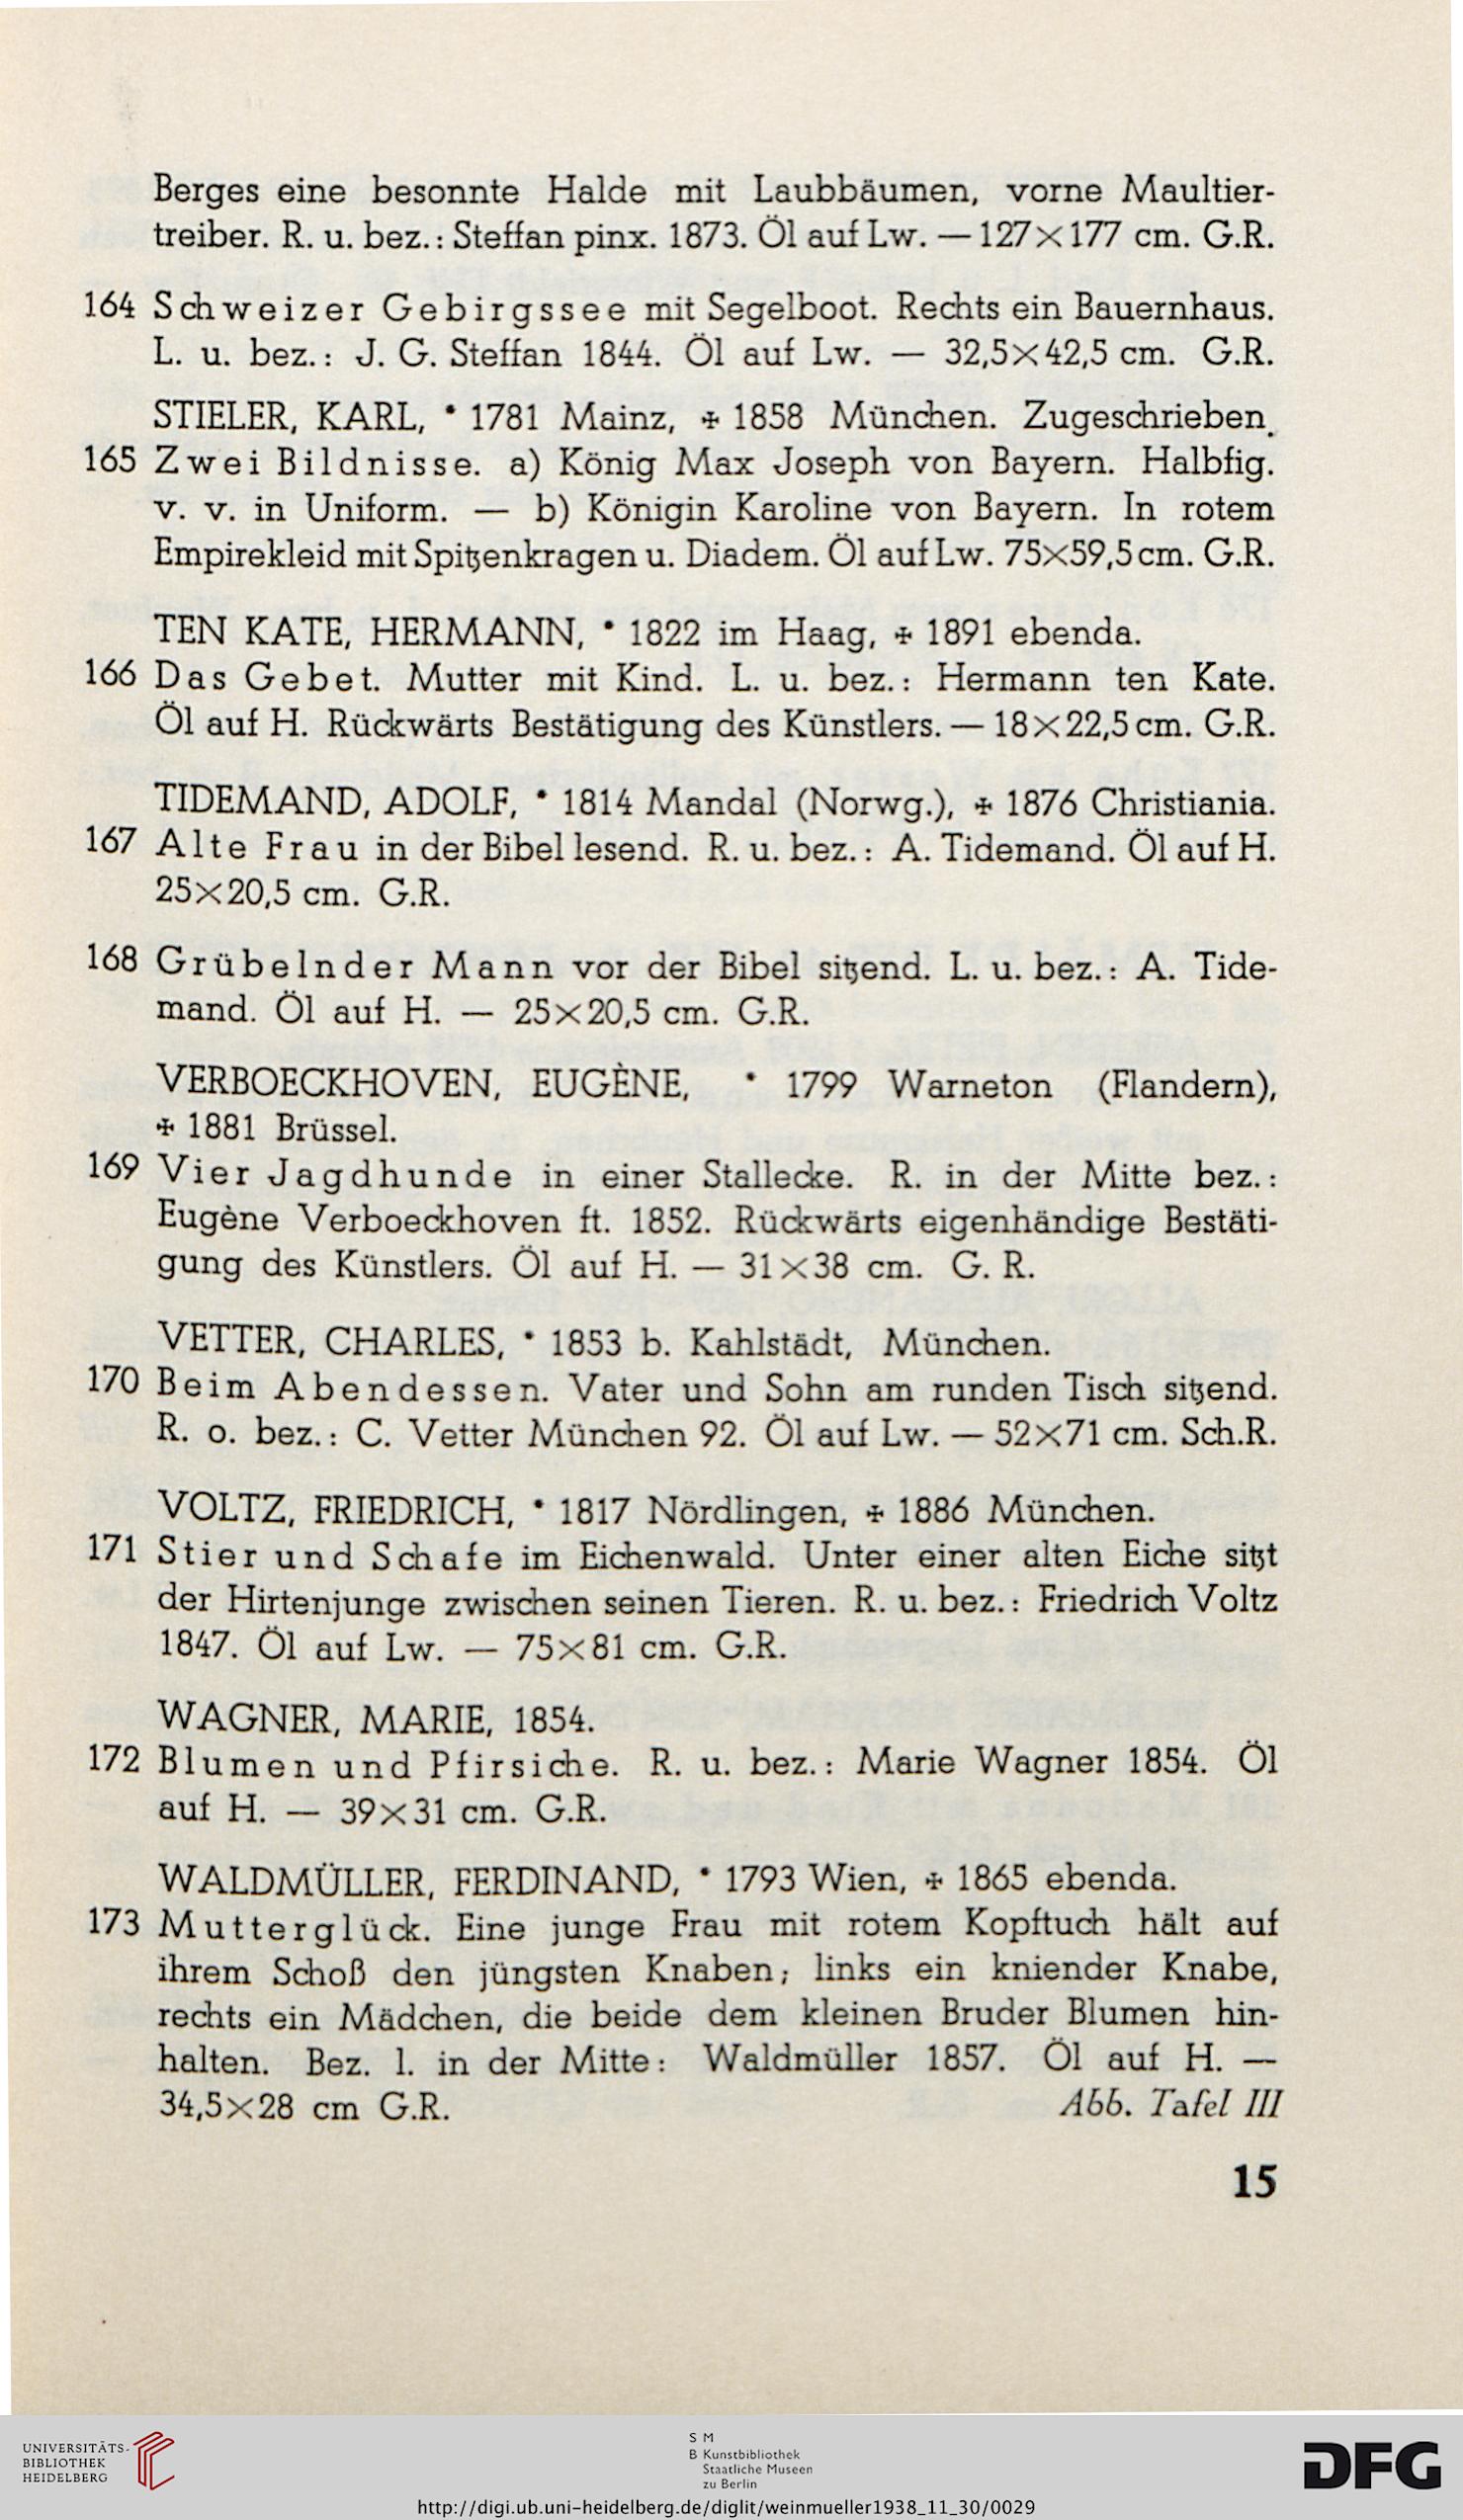 Berges eine besonnte Halde mit Laubbäumen, vorne Maultier-
treiber. R. u. bez.: Steffan pinx. 1873. Öl auf Lw. — 127×177 cm. G.R.
164 Schweizer Gebirgssee mit Segelboot. Rechts ein Bauernhaus.
L. u. bez.: J. G. Steffan 1844. Öl auf Lw. — 32,5×42,5 cm. G.R.
STIELER, KARL, * 1781 Mainz, ✠ 1858 München. Zugeschrieben.
165 Zwei Bildnisse. a) König Max Joseph von Bayern. Halbfig.
v. v. in Uniform. — b) Königin Karoline von Bayern. In rotem
Empirekleid mit Spitzenkragen u. Diadem. Öl auf Lw. 75×59,5 cm. G.R.
TEN KATE, HERMANN, * 1822 im Haag, ✠ 1891 ebenda.
166 Das Gebet. Mutter mit Kind. L. u. bez.: Hermann ten Kate.
Öl auf H. Rückwärts Bestätigung des Künstlers. — 18×22,5 cm. G.R.
TIDEMAND, ADOLF, * 1814 Mandal (Norwg.), ✠ 1876 Christiania.
167 Alte Frau in der Bibel lesend. R. u. bez.: A. Tidemand. Öl auf H.
25×20,5 cm. G.R.
168 Grübelnder Mann vor der Bibel sitzend. L. u. bez.: A. Tide-
mand. Öl auf H. — 25×20,5 cm. G.R.
VERBOECKHOVEN, EUGÈNE, * 1799 Warneton (Flandern),
✠ 1881 Brüssel.
169 Vier Jagdhunde in einer Stallecke. R. in der Mitte bez.:
Eugène Verboeckhoven ft. 1852. Rückwärts eigenhändige Bestäti-
gung des Künstlers. Öl auf H. — 31×38 cm. G. R.
VETTER, CHARLES, * 1853 b. Kahlstädt, München.
170 Beim Abendessen. Vater und Sohn am runden Tisch sitzend.
R. o. bez.: C. Vetter München 92. Öl auf Lw. — 52×71 cm. Sch.R.
VOLTZ, FRIEDRICH, * 1817 Nördlingen, ✠ 1886 München.
171 Stier und Schafe im Eichenwald. Unter einer alten Eiche sitzt
der Hirtenjunge zwischen seinen Tieren. R. u. bez.: Friedrich Voltz
1847. Öl auf Lw. — 75×81 cm. G.R.
WAGNER, MARIE, 1854.
172 Blumen und Pfirsiche. R. u. bez.: Marie Wagner 1854. Öl
auf H. — 39×31 cm. G.R.
WALDMÜLLER, FERDINAND, * 1793 Wien, ✠ 1865 ebenda.
173 Mutterglück. Eine junge Frau mit rotem Kopftuch hält auf
ihrem Schoß den jüngsten Knaben; links ein kniender Knabe,
rechts ein Mädchen, die beide dem kleinen Bruder Blumen hin-
halten. Bez. l. in der Mitte: Waldmüller 1857. Öl auf H. —
34,5×28 cm G.R. Abb. Tafel III
15
UNIVERSITÄTS-
BIBLIOTHEK
HEIDELBERG
S M
B Kunstbibliothek
Staatliche Museen
zu Berlin
DFG
http://digi.ub.uni-heidelberg.de/diglit/weinmueller1938_11_30/0029